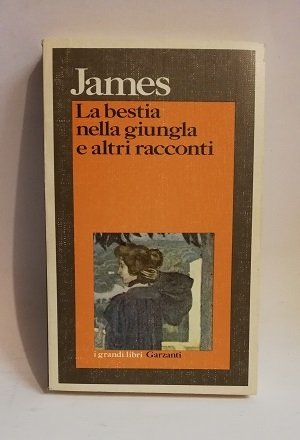 James
La bestia
nella giungla
e altri racconti
i grandi libri Garzanti